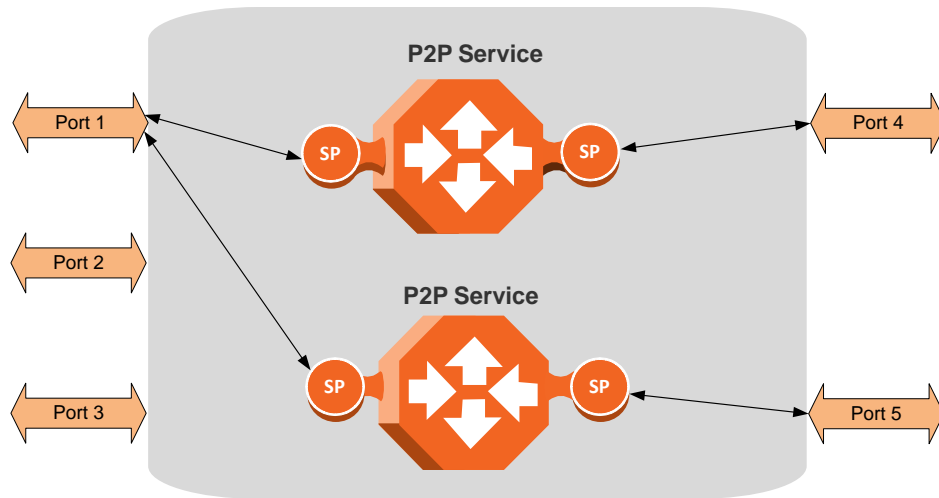 P2P Service
Port 1
SP
SP
Port 4
Port 2
P2P Service
SP
SP
Port 3
Port 5